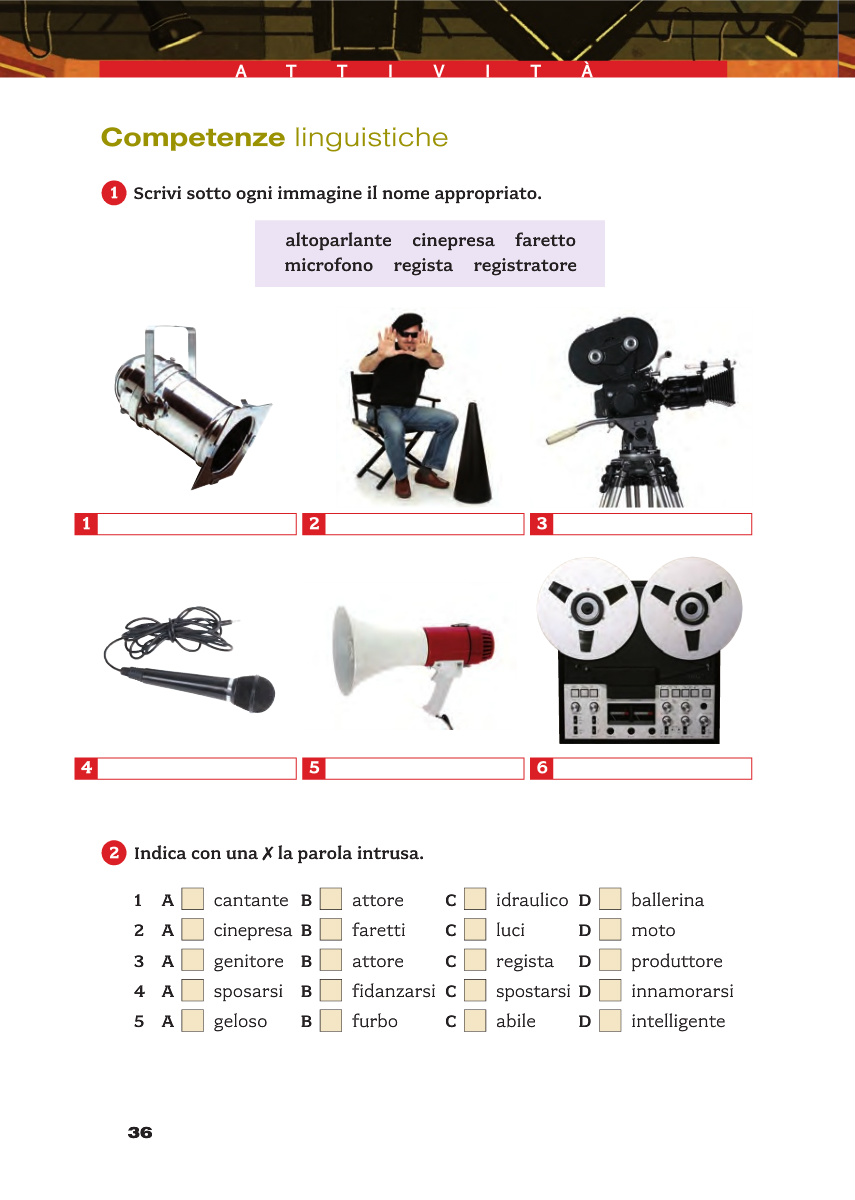 ATTIVITÀ
Competenze linguistiche
1 Scrivi sotto ogni immagine il nome appropriato.
altoparlante cinepresa faretto
microfono regista registratore
1 2 3
4 5 6
2 Indica con una ✗ la parola intrusa.
1 A cantante B attore C idraulico D ballerina
2 A cinepresa B faretti C luci D moto
3 A genitore B attore C regista D produttore
4 A sposarsi B fidanzarsi C spostarsi D innamorarsi
5 A geloso B furbo C abile D intelligente
36